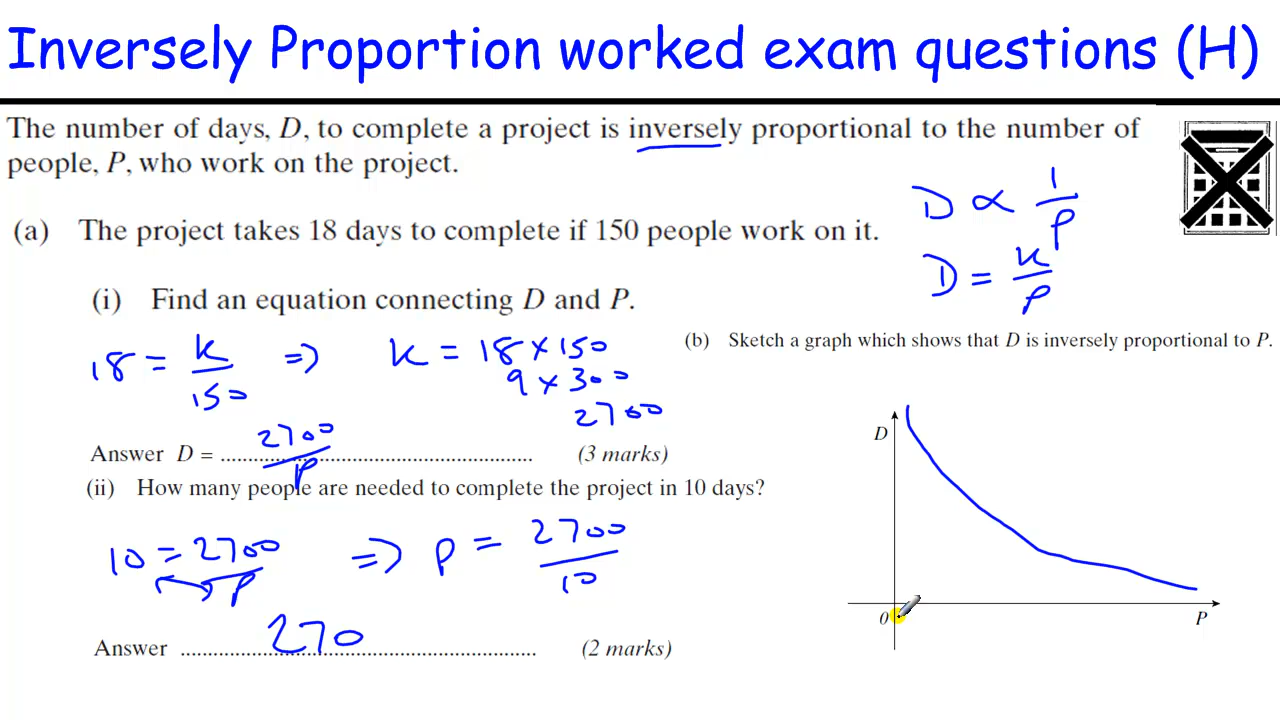 Inversely Proportion worked exam questions (H)
The number of days, D, to complete a project is inversely proportional to the number of
people, P, who work on the project.
D ∝ 1/P
(a) The project takes 18 days to complete if 150 people work on it.
D = k/P
(i) Find an equation connecting D and P.
18 = k/150 => k = 18 × 150
9 × 300
2700
Answer D = 2700/P (3 marks)
(ii) How many people are needed to complete the project in 10 days?
10 = 2700/P => P = 2700/10
Answer 270 (2 marks)
(b) Sketch a graph which shows that D is inversely proportional to P.
D
0 P